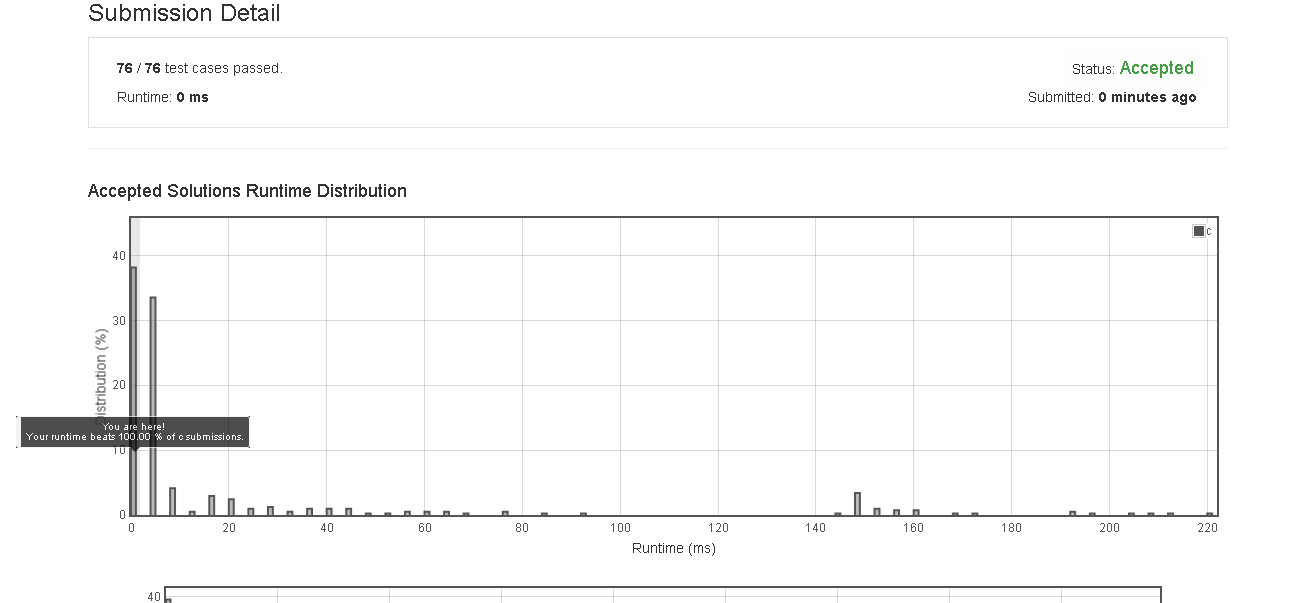 Submission Detail
76 / 76 test cases passed.
Status: Accepted
Runtime: 0 ms
Submitted: 0 minutes ago
Accepted Solutions Runtime Distribution
c
40
30
20
10
0
Distribution (%)
You are here!
Your runtime beats 100.00 % of c submissions.
0 20 40 60 80 100 120 140 160 180 200 220
Runtime (ms)
40